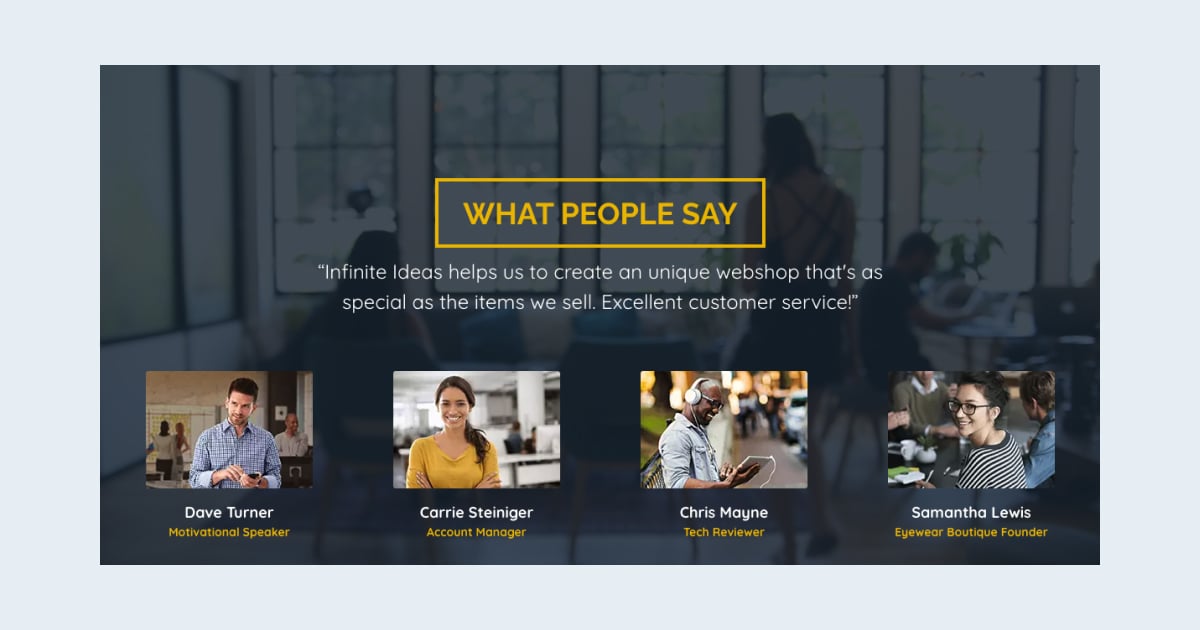 WHAT PEOPLE SAY
“Infinite Ideas helps us to create an unique webshop that's as
special as the items we sell. Excellent customer service!”
Dave Turner
Motivational Speaker
Carrie Steiniger
Account Manager
Chris Mayne
Tech Reviewer
Samantha Lewis
Eyewear Boutique Founder